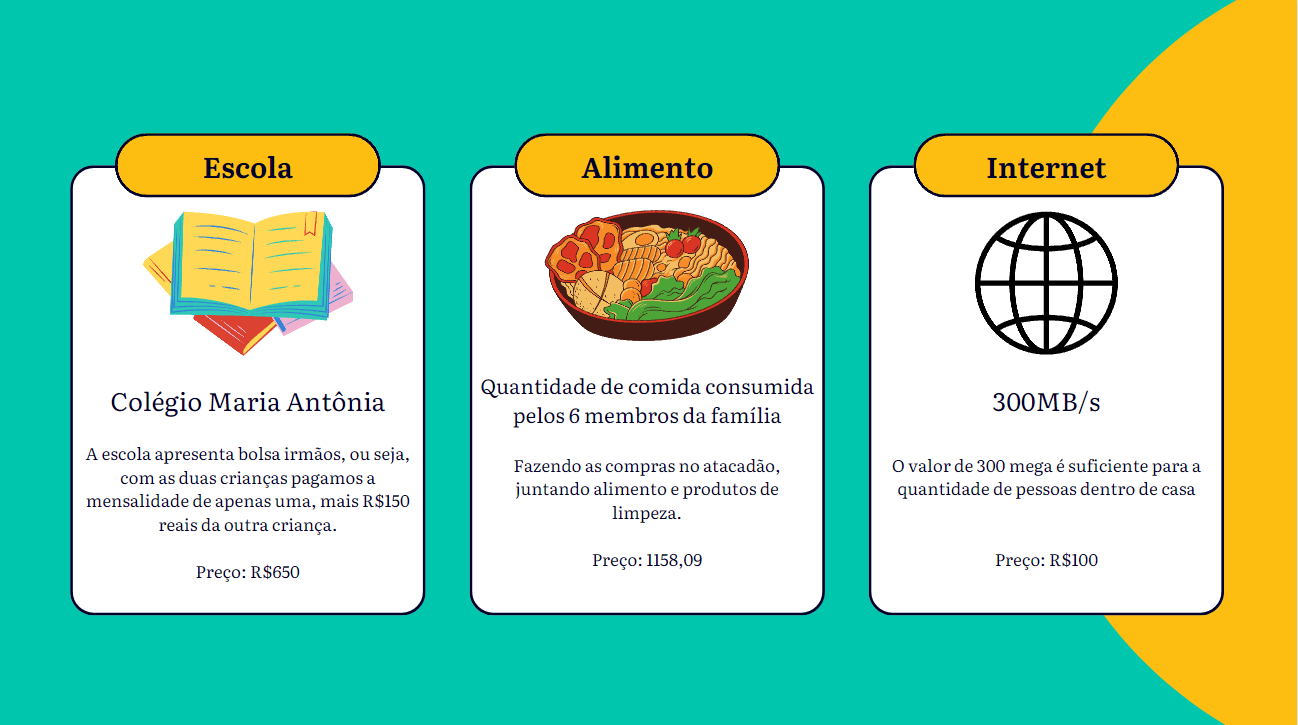 Escola
Colégio Maria Antônia
A escola apresenta bolsa irmãos, ou seja,
com as duas crianças pagamos a
mensalidade de apenas uma, mais R$150
reais da outra criança.
Preço: R$650
Alimento
Quantidade de comida consumida
pelos 6 membros da família
Fazendo as compras no atacadão,
juntando alimento e produtos de
limpeza.
Preço: 1158,09
Internet
300MB/s
O valor de 300 mega é suficiente para a
quantidade de pessoas dentro de casa
Preço: R$100